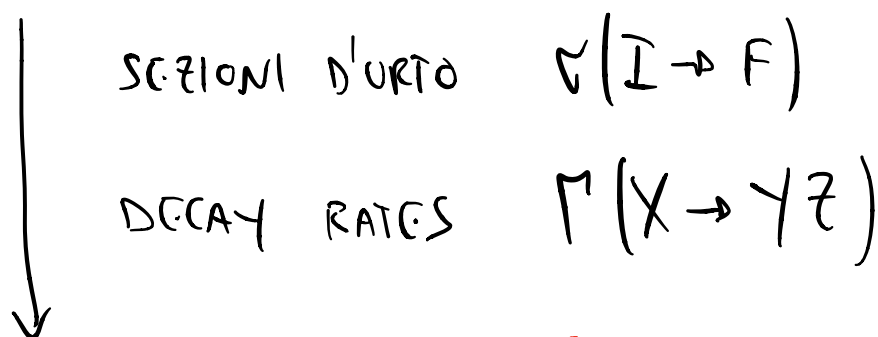 SEZIONI D'URTO σ(I → F)
DECAY RATES Γ(X → YZ)